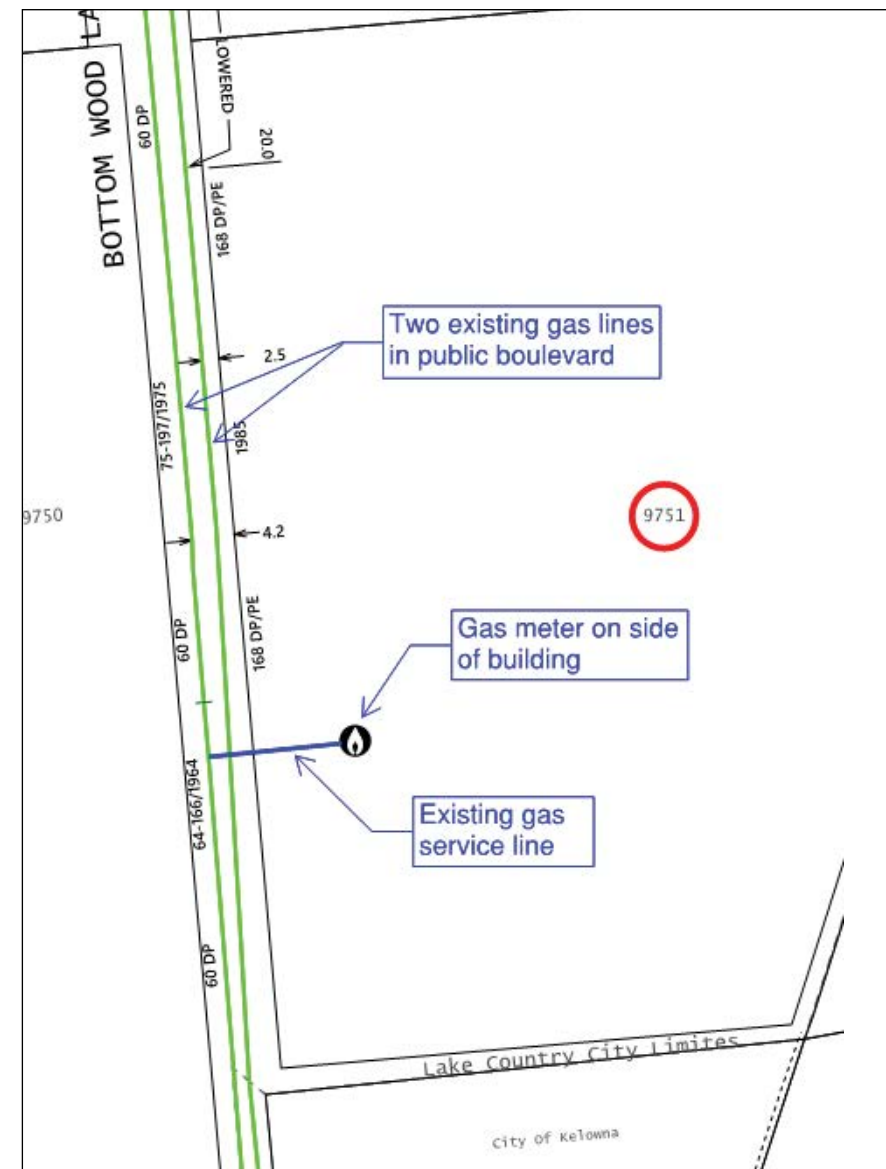 BOTTOM WOOD LA
60 DP
LOWERED
20.0
168 DP/PE
Two existing gas lines
in public boulevard
2.5
75-197/1975
1985
9750
9751
4.2
60 DP
168 DP/PE
Gas meter on side
of building
64-166/1964
Existing gas
service line
60 DP
Lake Country City Limites
City of Kelowna